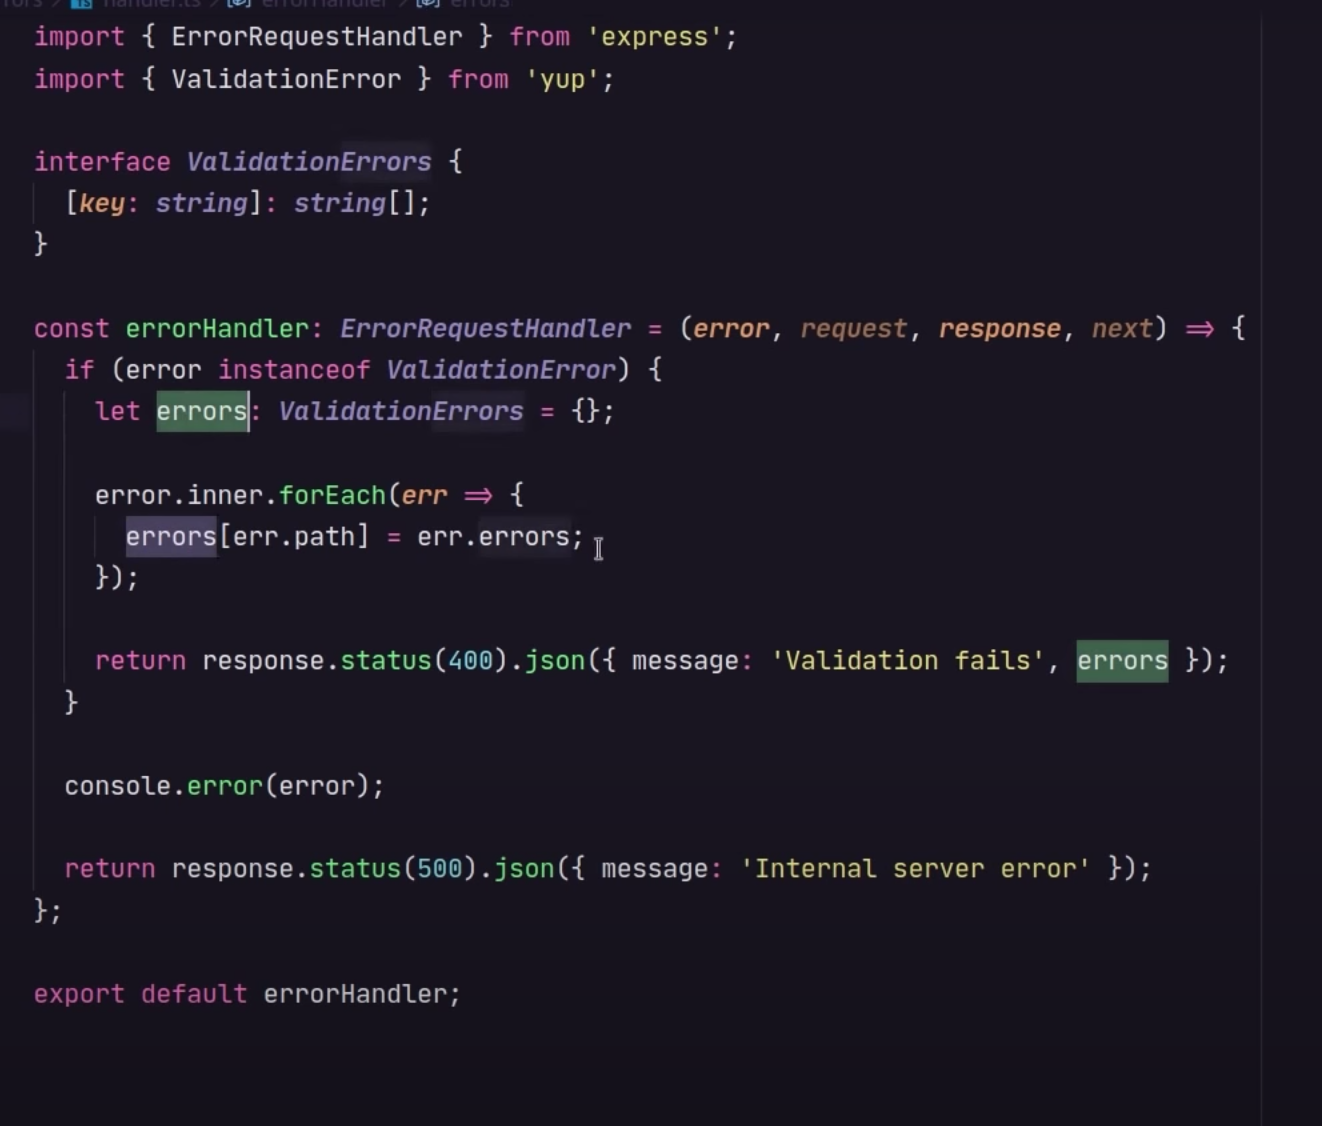 rors > TS handler.ts > errorHandler > errors
import { ErrorRequestHandler } from 'express';
import { ValidationError } from 'yup';
interface ValidationErrors {
[key: string]: string[];
}
const errorHandler: ErrorRequestHandler = (error, request, response, next) => {
if (error instanceof ValidationError) {
let errors: ValidationErrors = {};
error.inner.forEach(err => {
errors[err.path] = err.errors;
});
return response.status(400).json({ message: 'Validation fails', errors });
}
console.error(error);
return response.status(500).json({ message: 'Internal server error' });
};
export default errorHandler;